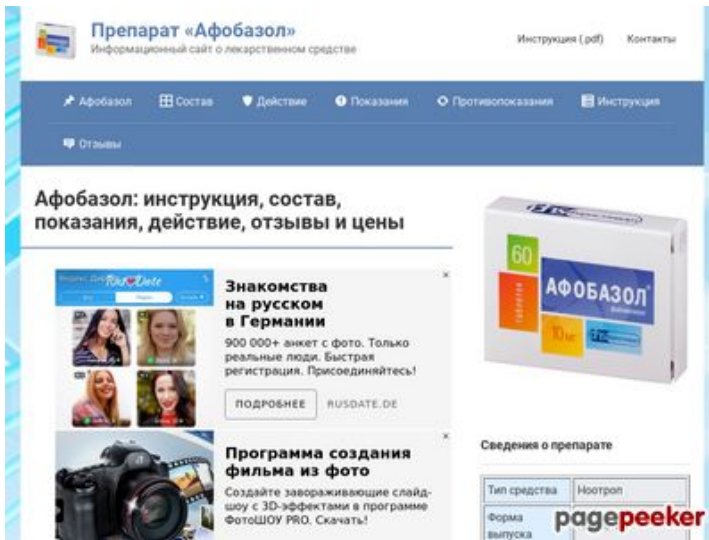 Препарат «Афобазол»
Информационный сайт о лекарственном средстве
Инструкция (.pdf)
Контакты
Афобазол
Состав
Действие
Показания
Противопоказания
Инструкция
Отзывы
Афобазол: инструкция, состав,
показания, действие, отзывы и цены
RusDate
Знакомства
на русском
в Германии
900 000+ анкет с фото. Только
реальные люди. Быстрая
регистрация. Присоединяйтесь!
ПОДРОБНЕЕ
RUSDATE.DE
Программа создания
фильма из фото
Создайте завораживающие слайд-
шоу с 3D-эффектами в программе
ФотоШОУ PRO. Скачать!
60
таблеток
АФОБАЗОЛ®
10 мг
Сведения о препарате
Тип средства
Ноотроп
Форма
выпуска
pagepeeker